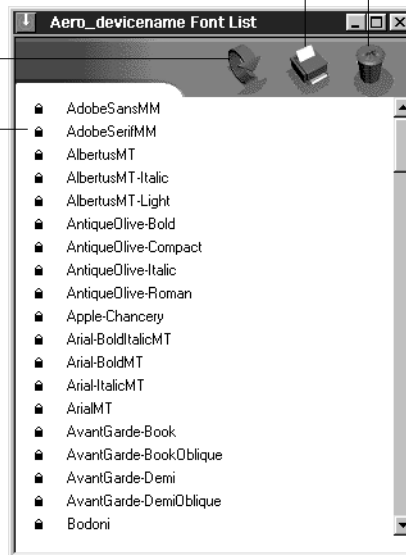 Aero_devicename Font List
AdobeSansMM
AdobeSerifMM
AlbertusMT
AlbertusMT-Italic
AlbertusMT-Light
AntiqueOlive-Bold
AntiqueOlive-Compact
AntiqueOlive-Italic
AntiqueOlive-Roman
Apple-Chancery
Arial-BoldItalicMT
Arial-BoldMT
Arial-ItalicMT
ArialMT
AvantGarde-Book
AvantGarde-BookOblique
AvantGarde-Demi
AvantGarde-DemiOblique
Bodoni